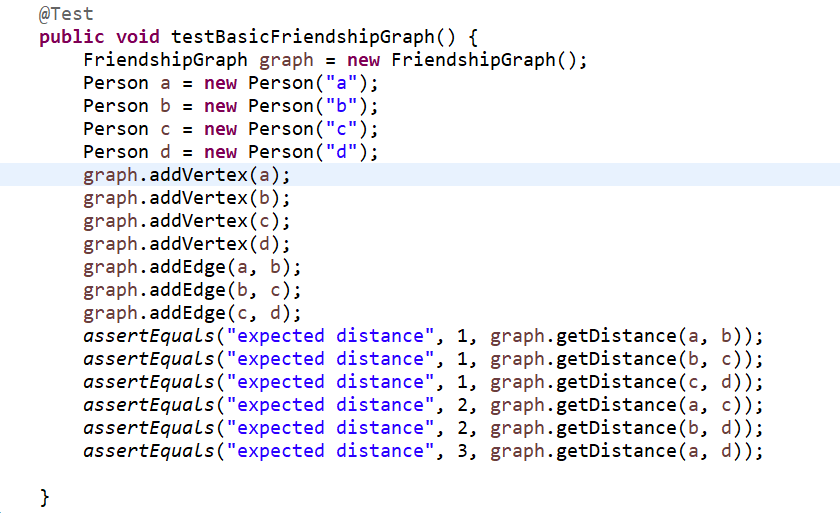 @Test
public void testBasicFriendshipGraph() {
    FriendshipGraph graph = new FriendshipGraph();
    Person a = new Person("a");
    Person b = new Person("b");
    Person c = new Person("c");
    Person d = new Person("d");
    graph.addVertex(a);
    graph.addVertex(b);
    graph.addVertex(c);
    graph.addVertex(d);
    graph.addEdge(a, b);
    graph.addEdge(b, c);
    graph.addEdge(c, d);
    assertEquals("expected distance", 1, graph.getDistance(a, b));
    assertEquals("expected distance", 1, graph.getDistance(b, c));
    assertEquals("expected distance", 1, graph.getDistance(c, d));
    assertEquals("expected distance", 2, graph.getDistance(a, c));
    assertEquals("expected distance", 2, graph.getDistance(b, d));
    assertEquals("expected distance", 3, graph.getDistance(a, d));
}